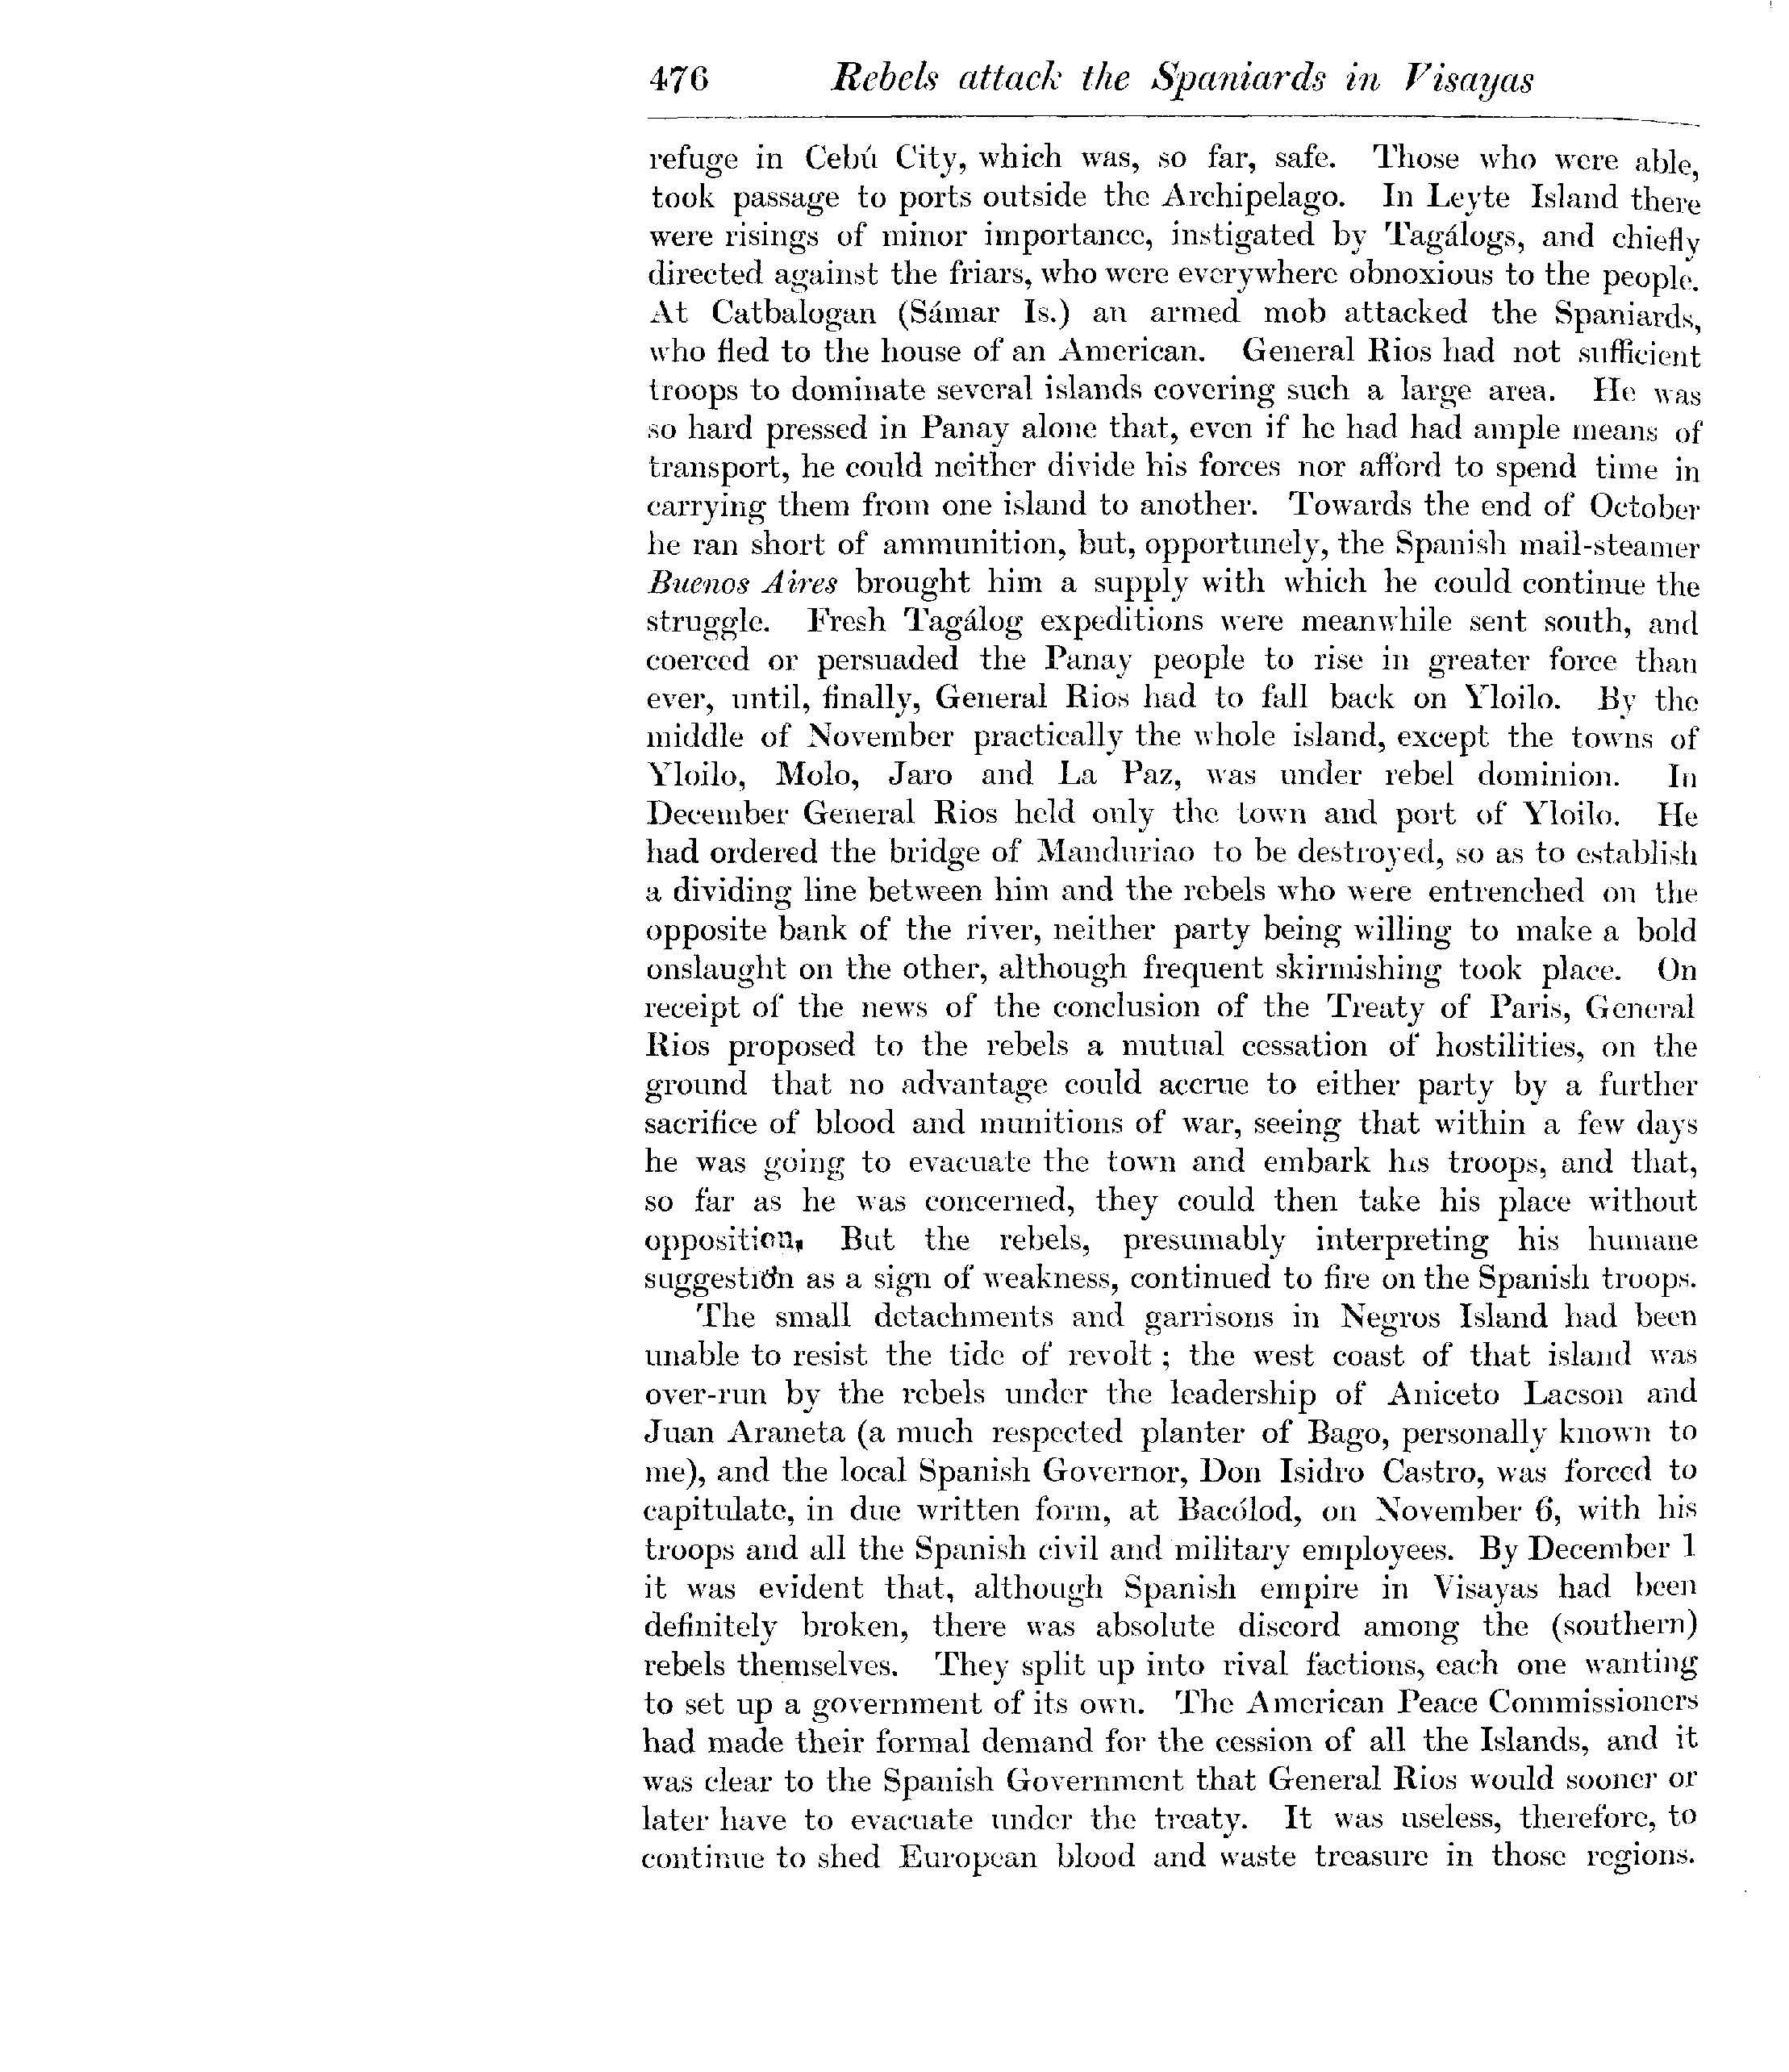 476 Rebels attack the Spaniards in Visayas
refuge in Cebú City, which was, so far, safe. Those who were able,
took passage to ports outside the Archipelago. In Leyte Island there
were risings of minor importance, instigated by Tagálogs, and chiefly
directed against the friars, who were everywhere obnoxious to the people.
At Catbalogan (Sámar Is.) an armed mob attacked the Spaniards,
who fled to the house of an American. General Rios had not sufficient
troops to dominate several islands covering such a large area. He was
so hard pressed in Panay alone that, even if he had had ample means of
transport, he could neither divide his forces nor afford to spend time in
carrying them from one island to another. Towards the end of October
he ran short of ammunition, but, opportunely, the Spanish mail-steamer
Buenos Aires brought him a supply with which he could continue the
struggle. Fresh Tagálog expeditions were meanwhile sent south, and
coerced or persuaded the Panay people to rise in greater force than
ever, until, finally, General Rios had to fall back on Yloilo. By the
middle of November practically the whole island, except the towns of
Yloilo, Molo, Jaro and La Paz, was under rebel dominion. In
December General Rios held only the town and port of Yloilo. He
had ordered the bridge of Manduriao to be destroyed, so as to establish
a dividing line between him and the rebels who were entrenched on the
opposite bank of the river, neither party being willing to make a bold
onslaught on the other, although frequent skirmishing took place. On
receipt of the news of the conclusion of the Treaty of Paris, General
Rios proposed to the rebels a mutual cessation of hostilities, on the
ground that no advantage could accrue to either party by a further
sacrifice of blood and munitions of war, seeing that within a few days
he was going to evacuate the town and embark his troops, and that,
so far as he was concerned, they could then take his place without
opposition. But the rebels, presumably interpreting his humane
suggestion as a sign of weakness, continued to fire on the Spanish troops.
The small detachments and garrisons in Negros Island had been
unable to resist the tide of revolt ; the west coast of that island was
over-run by the rebels under the leadership of Aniceto Lacson and
Juan Araneta (a much respected planter of Bago, personally known to
me), and the local Spanish Governor, Don Isidro Castro, was forced to
capitulate, in due written form, at Bacólod, on November 6, with his
troops and all the Spanish civil and military employees. By December 1
it was evident that, although Spanish empire in Visayas had been
definitely broken, there was absolute discord among the (southern)
rebels themselves. They split up into rival factions, each one wanting
to set up a government of its own. The American Peace Commissioners
had made their formal demand for the cession of all the Islands, and it
was clear to the Spanish Government that General Rios would sooner or
later have to evacuate under the treaty. It was useless, therefore, to
continue to shed European blood and waste treasure in those regions.